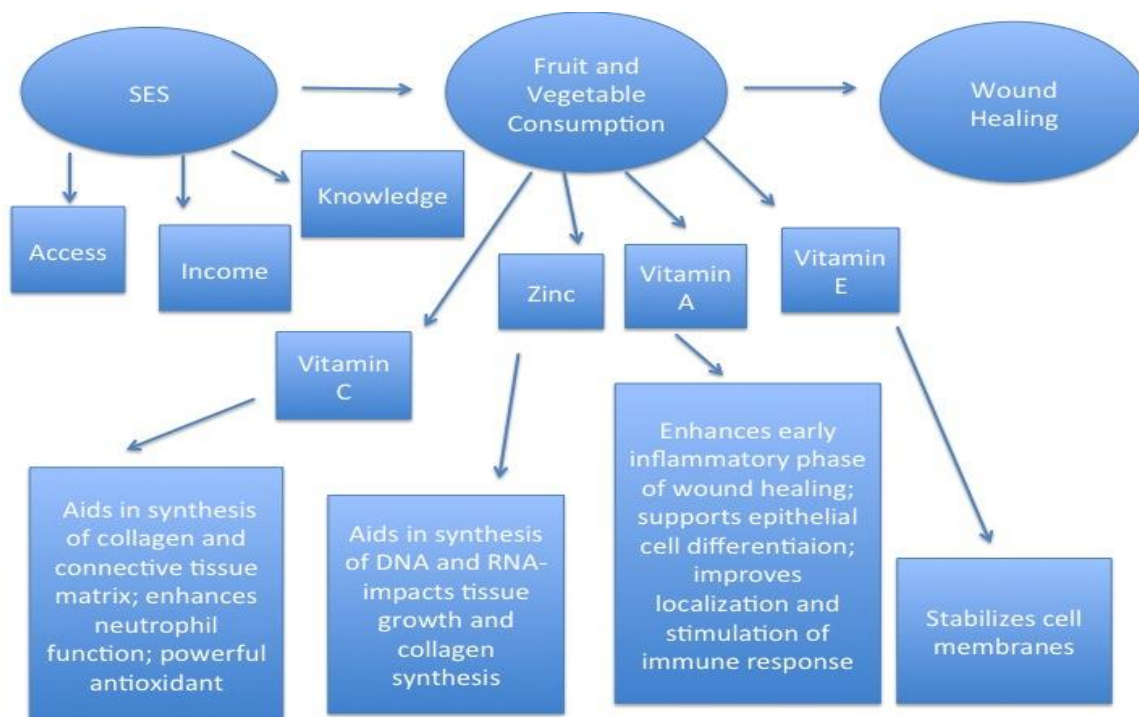 SES
Fruit and
Vegetable
Consumption
Wound
Healing
Knowledge
Access
Income
Zinc
Vitamin
A
Vitamin
E
Vitamin
C
Aids in synthesis
of collagen and
connective tissue
matrix; enhances
neutrophil
function; powerful
antioxidant
Aids in synthesis
of DNA and RNA-
impacts tissue
growth and
collagen
synthesis
Enhances early
inflammatory phase
of wound healing;
supports epithelial
cell differentiaion;
improves
localization and
stimulation of
immune response
Stabilizes cell
membranes